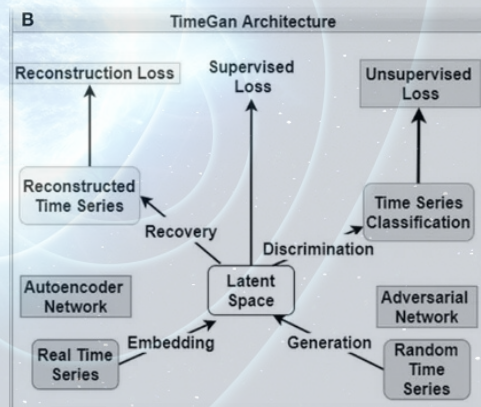 B
TimeGan Architecture
Reconstruction Loss
Supervised
Loss
Unsupervised
Loss
Reconstructed
Time Series
Time Series
Classification
Recovery
Discrimination
Latent
Space
Autoencoder
Network
Adversarial
Network
Embedding
Generation
Real Time
Series
Random
Time
Series